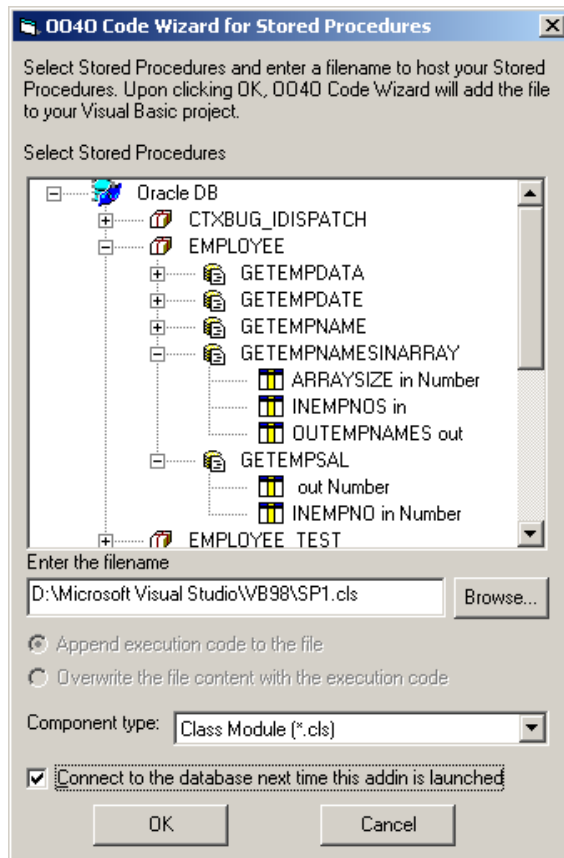 OO4O Code Wizard for Stored Procedures
Select Stored Procedures and enter a filename to host your Stored
Procedures. Upon clicking OK, OO4O Code Wizard will add the file
to your Visual Basic project.
Select Stored Procedures
Oracle DB
CTXBUG_IDISPATCH
EMPLOYEE
GETEMPDATA
GETEMPDATE
GETEMPNAME
GETEMPNAMESINARRAY
ARRAYSIZE in Number
INEMPNOS in
OUTEMPNAMES out
GETEMPSAL
out Number
INEMPNO in Number
EMPLOYEE_TEST
Enter the filename
D:\Microsoft Visual Studio\VB98\SP1.cls
Browse...
Append execution code to the file
Overwrite the file content with the execution code
Component type: Class Module (*.cls)
Connect to the database next time this addin is launched
OK Cancel